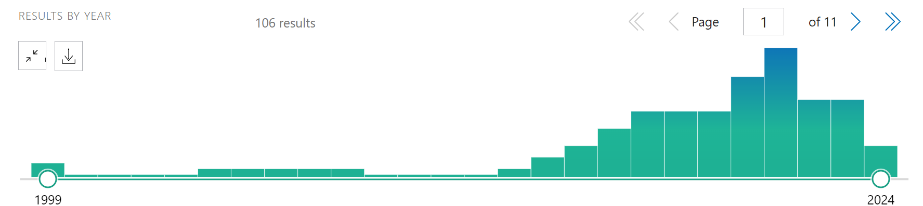 RESULTS BY YEAR
106 results
Page 1 of 11
1999
2024